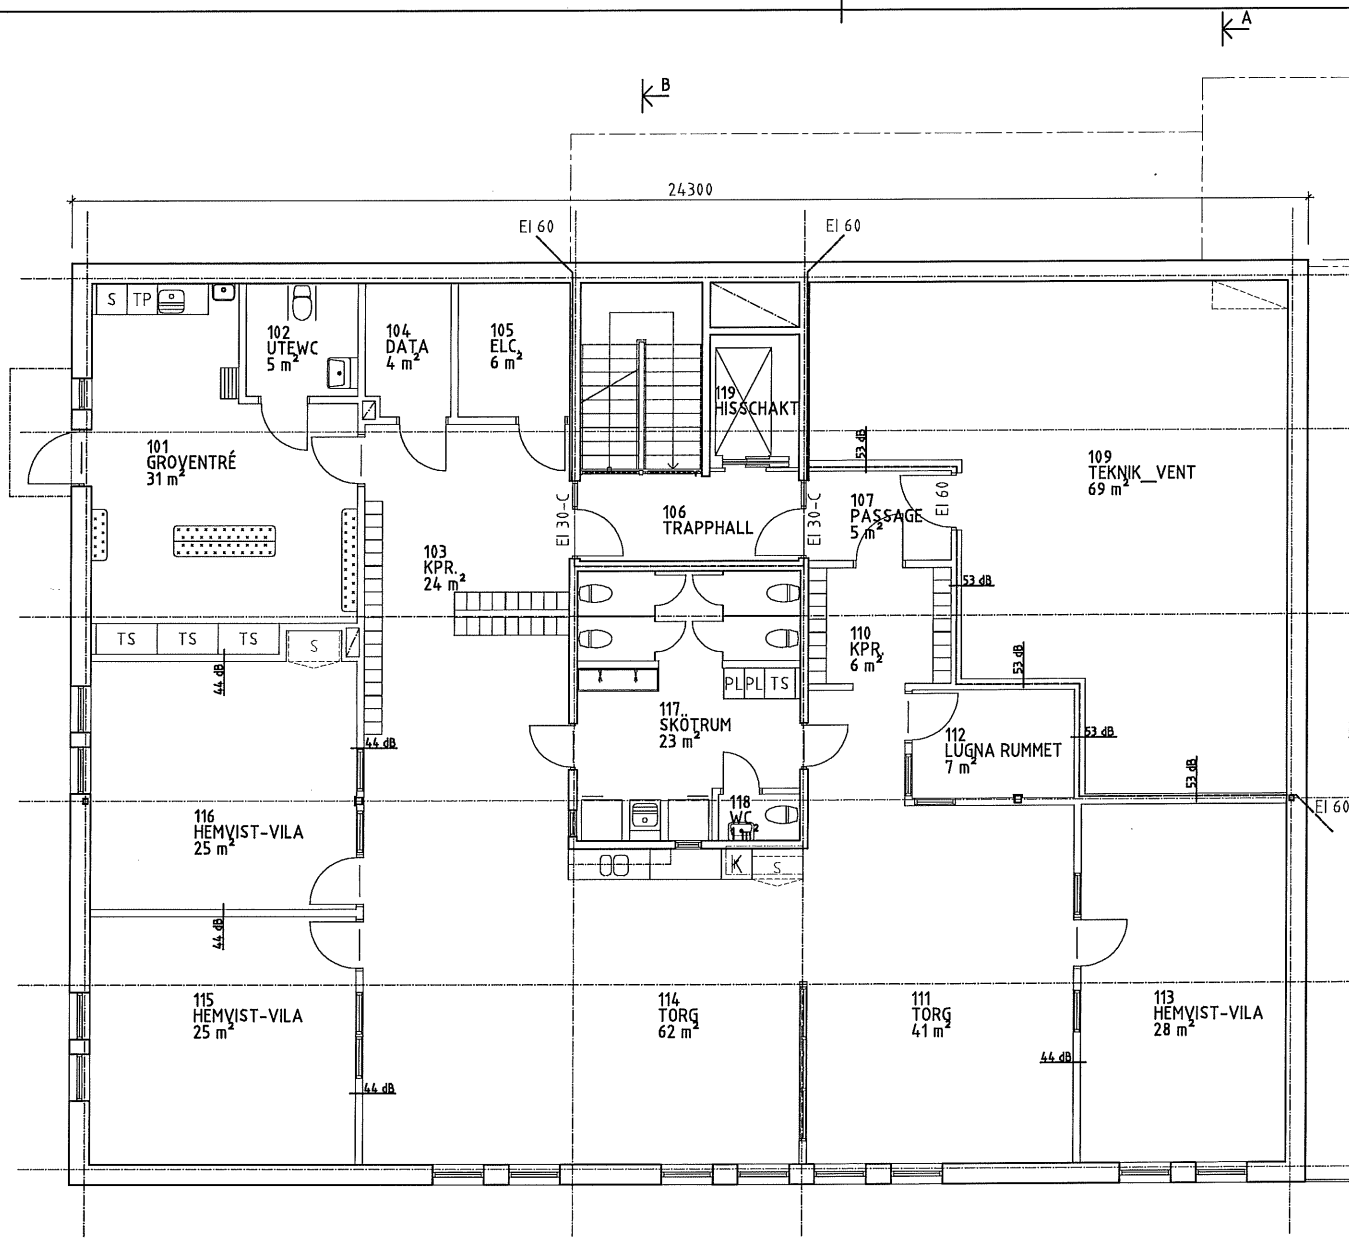 A
B
24300
EI 60
EI 60
S
TP
102
UTEWC
5 m²
104
DATA
4 m²
105
ELC.
6 m²
119
HISSCHAKT
101
GROVENTRÉ
31 m²
53 dB
109
TEKNIK_VENT
69 m²
EI 30-C
106
TRAPPHALL
EI 30-C
107
PASSAGE
5 m²
EI 60
103
KPR.
24 m²
53 dB
TS
TS
TS
S
44 dB
110
KPR.
6 m²
53 dB
PL
PL
TS
117
SKÖTRUM
23 m²
44 dB
112
LUGNA RUMMET
7 m²
53 dB
53 dB
EI 60
116
HEMVIST-VILA
25 m²
118
WC
K
S
44 dB
115
HEMVIST-VILA
25 m²
114
TORG
62 m²
111
TORG
41 m²
113
HEMVIST-VILA
28 m²
44 dB
44 dB